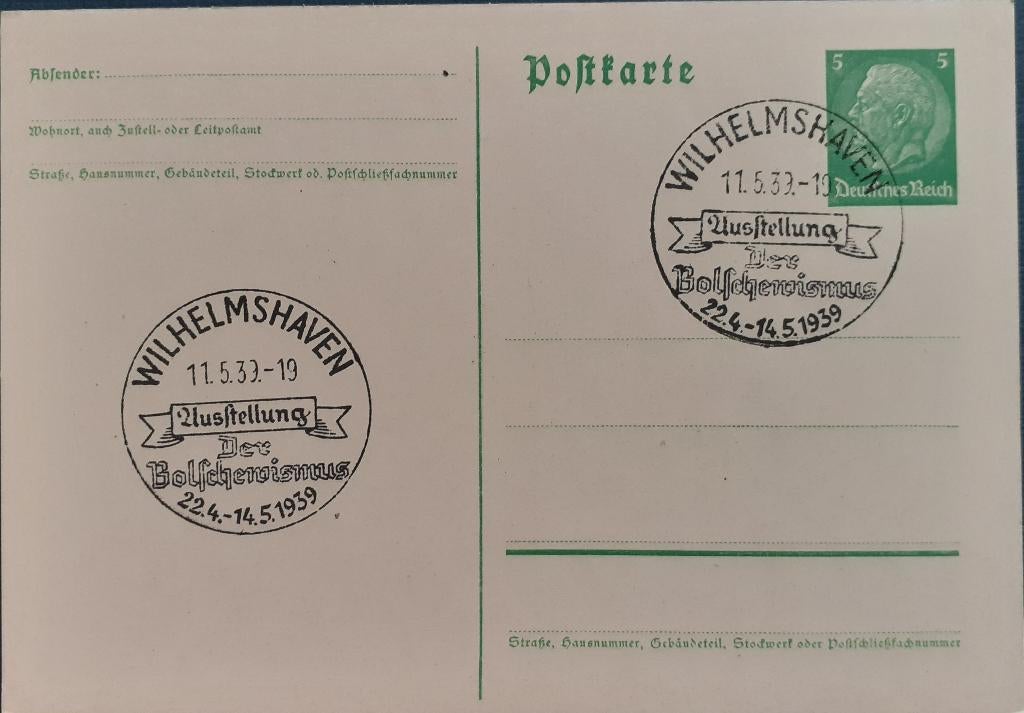 Absender:
Wohnort, auch Zustell- oder Leitpostamt
Straße, Hausnummer, Gebäudeteil, Stockwerk od. Postschließfachnummer
WILHELMSHAVEN
11.5.39.-19
Ausstellung
Der
Bolschewismus
22.4.-14.5.1939
Postkarte
5 5
Deutsches Reich
WILHELMSHAVEN
11.5.39.-19
Ausstellung
Der
Bolschewismus
22.4.-14.5.1939
Straße, Hausnummer, Gebäudeteil, Stockwerk oder Postschließfachnummer